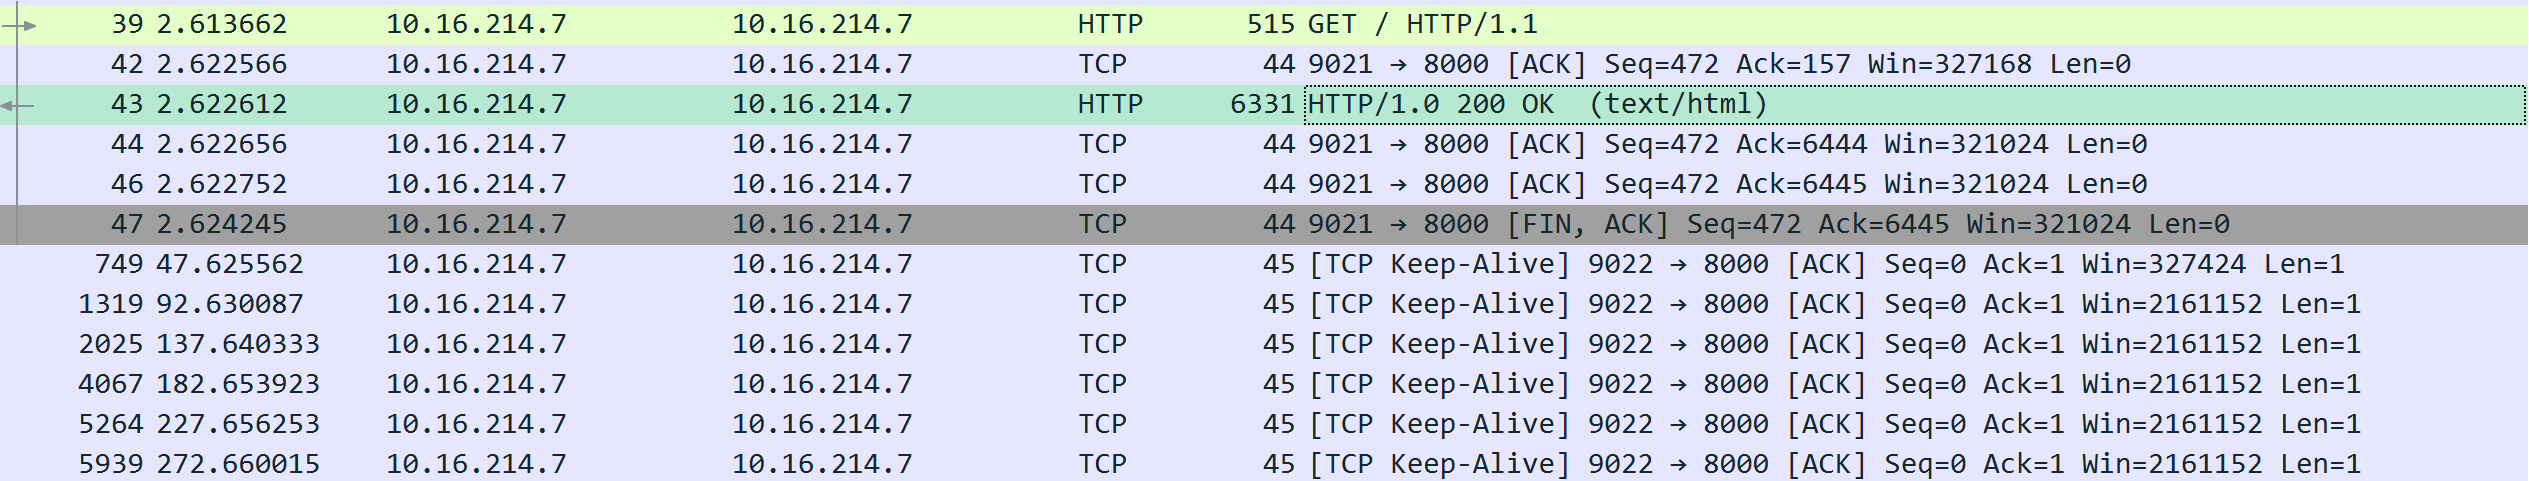 39 2.613662 10.16.214.7 10.16.214.7 HTTP 515 GET / HTTP/1.1
42 2.622566 10.16.214.7 10.16.214.7 TCP 44 9021 → 8000 [ACK] Seq=472 Ack=157 Win=327168 Len=0
43 2.622612 10.16.214.7 10.16.214.7 HTTP 6331 HTTP/1.0 200 OK  (text/html)
44 2.622656 10.16.214.7 10.16.214.7 TCP 44 9021 → 8000 [ACK] Seq=472 Ack=6444 Win=321024 Len=0
46 2.622752 10.16.214.7 10.16.214.7 TCP 44 9021 → 8000 [ACK] Seq=472 Ack=6445 Win=321024 Len=0
47 2.624245 10.16.214.7 10.16.214.7 TCP 44 9021 → 8000 [FIN, ACK] Seq=472 Ack=6445 Win=321024 Len=0
749 47.625562 10.16.214.7 10.16.214.7 TCP 45 [TCP Keep-Alive] 9022 → 8000 [ACK] Seq=0 Ack=1 Win=327424 Len=1
1319 92.630087 10.16.214.7 10.16.214.7 TCP 45 [TCP Keep-Alive] 9022 → 8000 [ACK] Seq=0 Ack=1 Win=2161152 Len=1
2025 137.640333 10.16.214.7 10.16.214.7 TCP 45 [TCP Keep-Alive] 9022 → 8000 [ACK] Seq=0 Ack=1 Win=2161152 Len=1
4067 182.653923 10.16.214.7 10.16.214.7 TCP 45 [TCP Keep-Alive] 9022 → 8000 [ACK] Seq=0 Ack=1 Win=2161152 Len=1
5264 227.656253 10.16.214.7 10.16.214.7 TCP 45 [TCP Keep-Alive] 9022 → 8000 [ACK] Seq=0 Ack=1 Win=2161152 Len=1
5939 272.660015 10.16.214.7 10.16.214.7 TCP 45 [TCP Keep-Alive] 9022 → 8000 [ACK] Seq=0 Ack=1 Win=2161152 Len=1